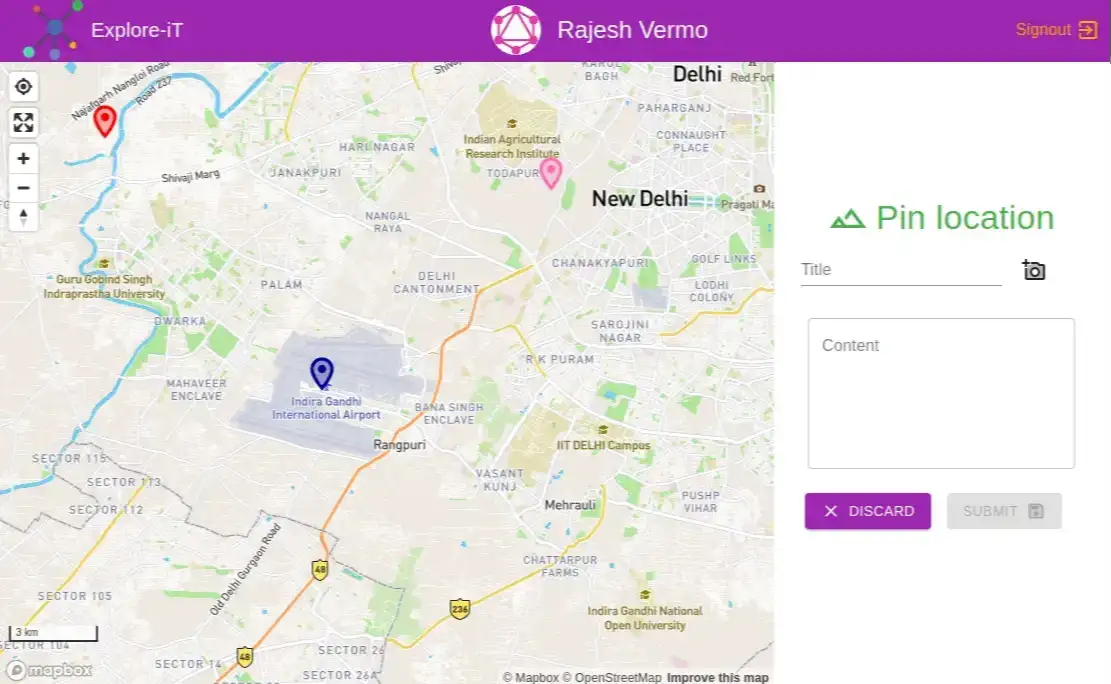 Explore-iT
Rajesh Vermo
Signout
Najafgarh Nangloi Road
Road 237
KAROL
BAGH
Delhi
Red Fort
PAHARGANJ
Indian Agricultural
Research Institute
CONNAUGHT
PLACE
HARI NAGAR
JANAKPURI
Shivaji Marg
TODAPUR
New Delhi
Pragati Ma
NANGAL
RAYA
Pin location
CHANAKYAPURI
GOLF LINKS
Title
Guru Gobind Singh
Indraprastha University
PALAM
DELHI
CANTONMENT
LODHI
COLONY
DWARKA
SAROJINI
NAGAR
Content
R K PURAM
MAHAVEER
ENCLAVE
Indira Gandhi
International Airport
BANA SINGH
ENCLAVE
Rangpuri
IIT DELHI Campus
SECTOR 115
SECTOR 113
VASANT
KUNJ
SECTOR 112
Mehrauli
PUSHP
VIHAR
DISCARD
SUBMIT
Old Delhi Gurgaon Road
48
CHATTARPUR
FARMS
SECTOR 105
236
Indira Gandhi National
Open University
3 km
SECTOR 104
48
SECTOR 14
SECTOR 26
SECTOR 26A
mapbox
© Mapbox © OpenStreetMap Improve this map